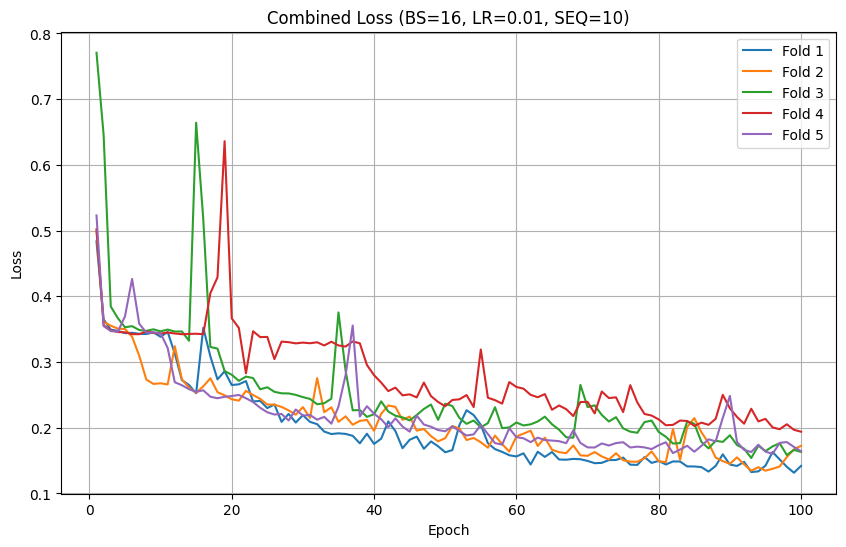 Combined Loss (BS=16, LR=0.01, SEQ=10)
0.8
0.7
0.6
0.5
0.4
0.3
0.2
0.1
Loss
0
20
40
60
80
100
Epoch
Fold 1
Fold 2
Fold 3
Fold 4
Fold 5